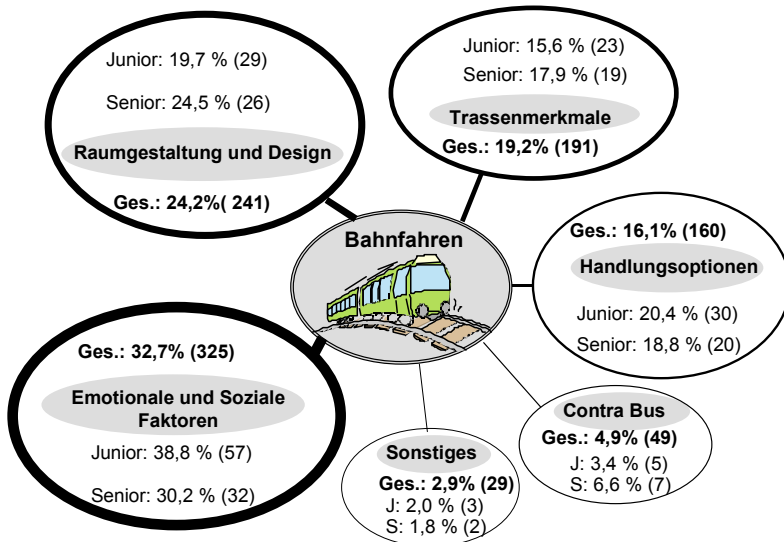 Junior: 19,7 % (29)
Senior: 24,5 % (26)
Raumgestaltung und Design
Ges.: 24,2%( 241)
Junior: 15,6 % (23)
Senior: 17,9 % (19)
Trassenmerkmale
Ges.: 19,2% (191)
Bahnfahren
Ges.: 16,1% (160)
Handlungsoptionen
Junior: 20,4 % (30)
Senior: 18,8 % (20)
Ges.: 32,7% (325)
Emotionale und Soziale
Faktoren
Junior: 38,8 % (57)
Senior: 30,2 % (32)
Sonstiges
Ges.: 2,9% (29)
J: 2,0 % (3)
S: 1,8 % (2)
Contra Bus
Ges.: 4,9% (49)
J: 3,4 % (5)
S: 6,6 % (7)